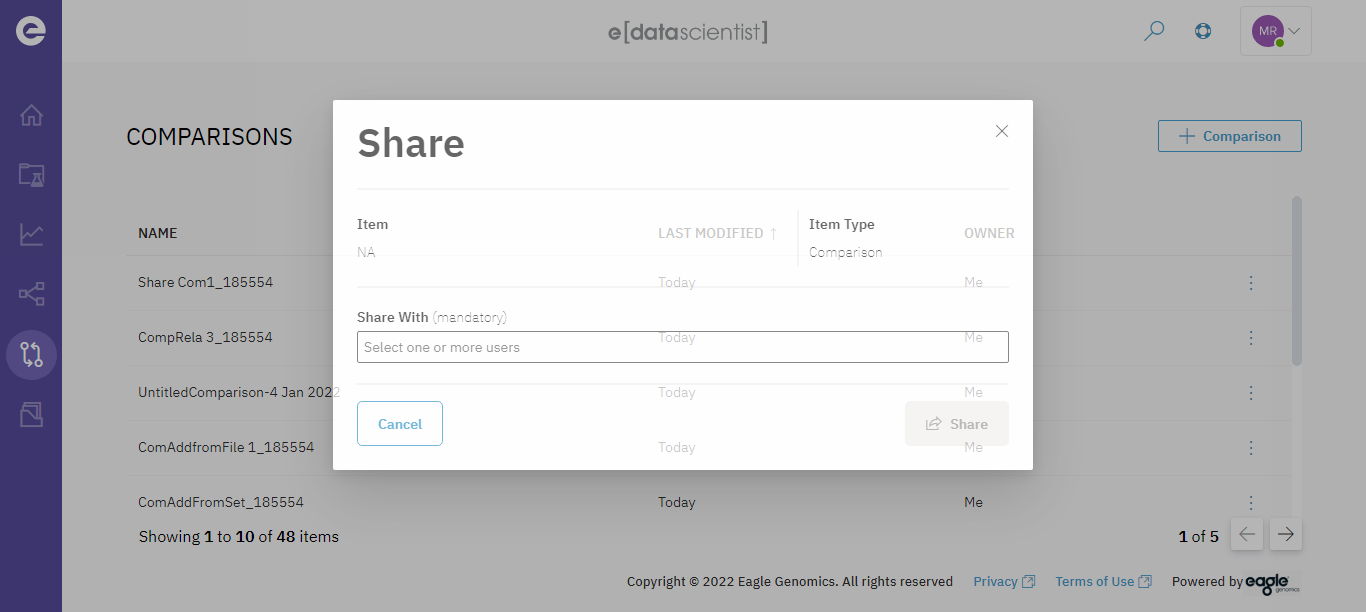 e[datascientist]
MR
COMPARISONS
+ Comparison
Share
Item
NA
Item Type
Comparison
Share With (mandatory)
Select one or more users
Cancel
Share
NAME LAST MODIFIED ↑ OWNER
Share Com1_185554 Today Me
CompRela 3_185554 Today Me
UntitledComparison-4 Jan 2022 Today Me
ComAddfromFile 1_185554 Today Me
ComAddFromSet_185554 Today Me
Showing 1 to 10 of 48 items
1 of 5
Copyright © 2022 Eagle Genomics. All rights reserved Privacy Terms of Use Powered by eagle genomics